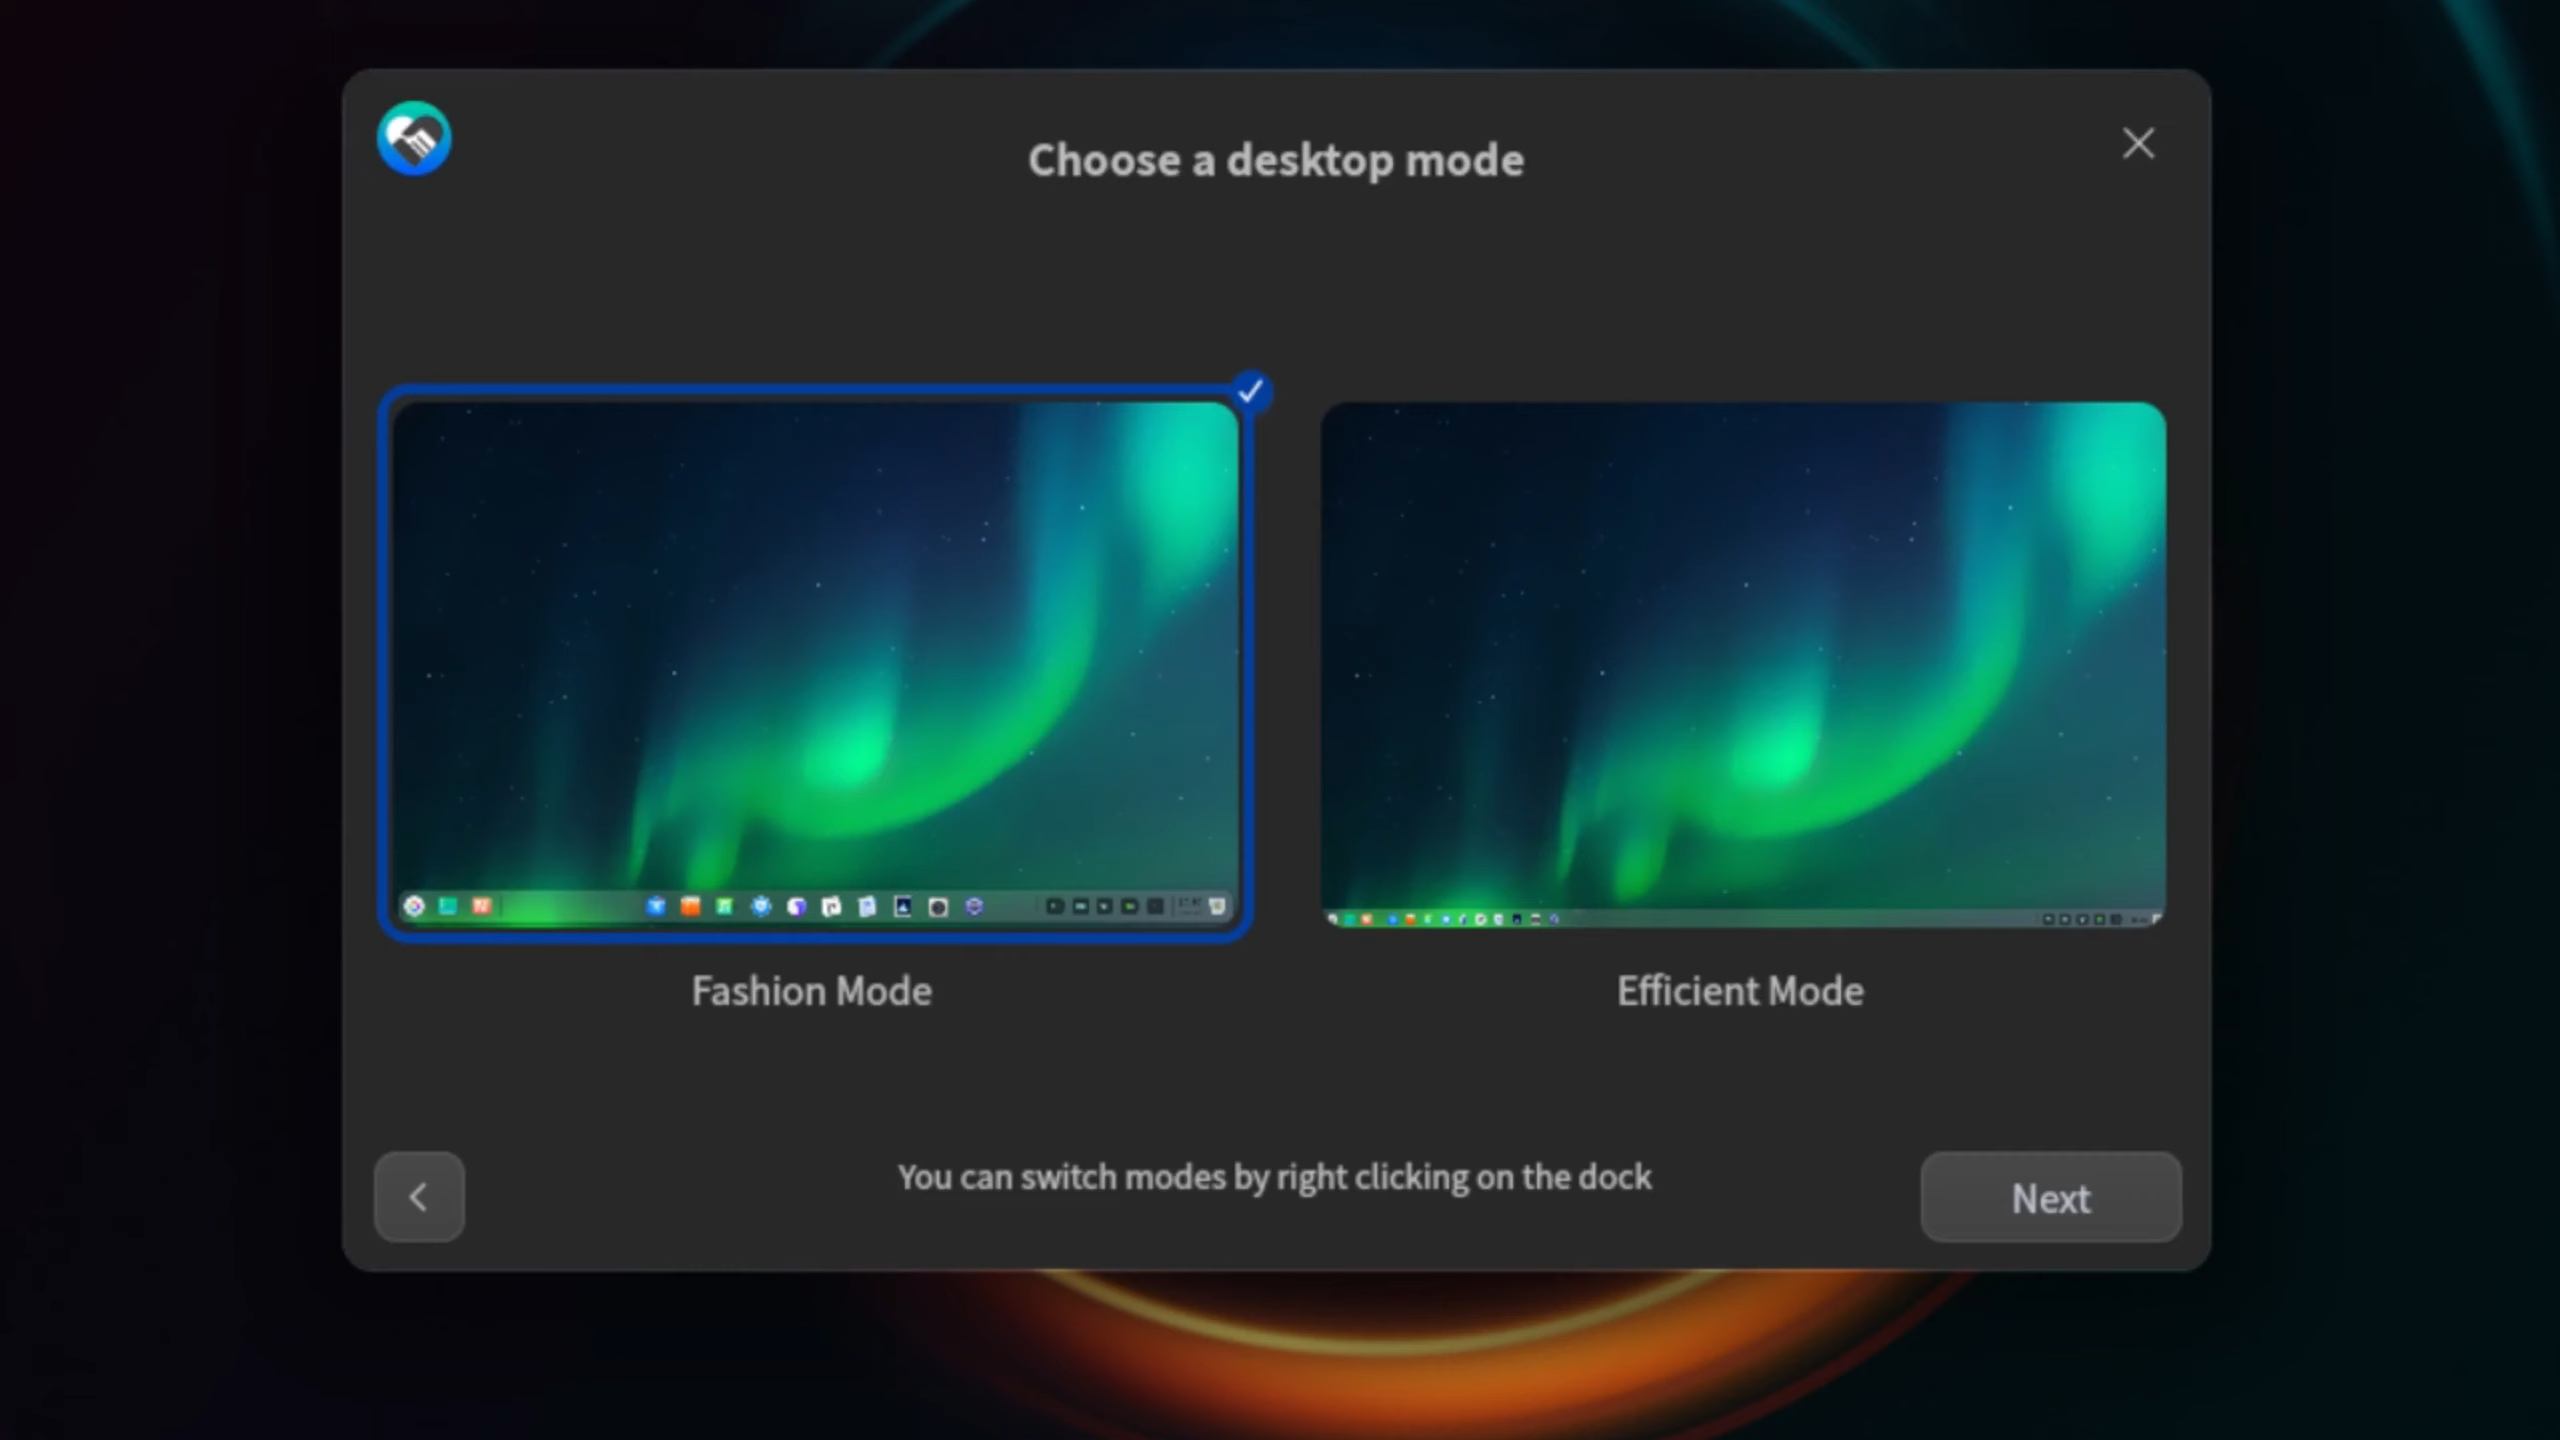 Choose a desktop mode
Fashion Mode
Efficient Mode
You can switch modes by right clicking on the dock
Next